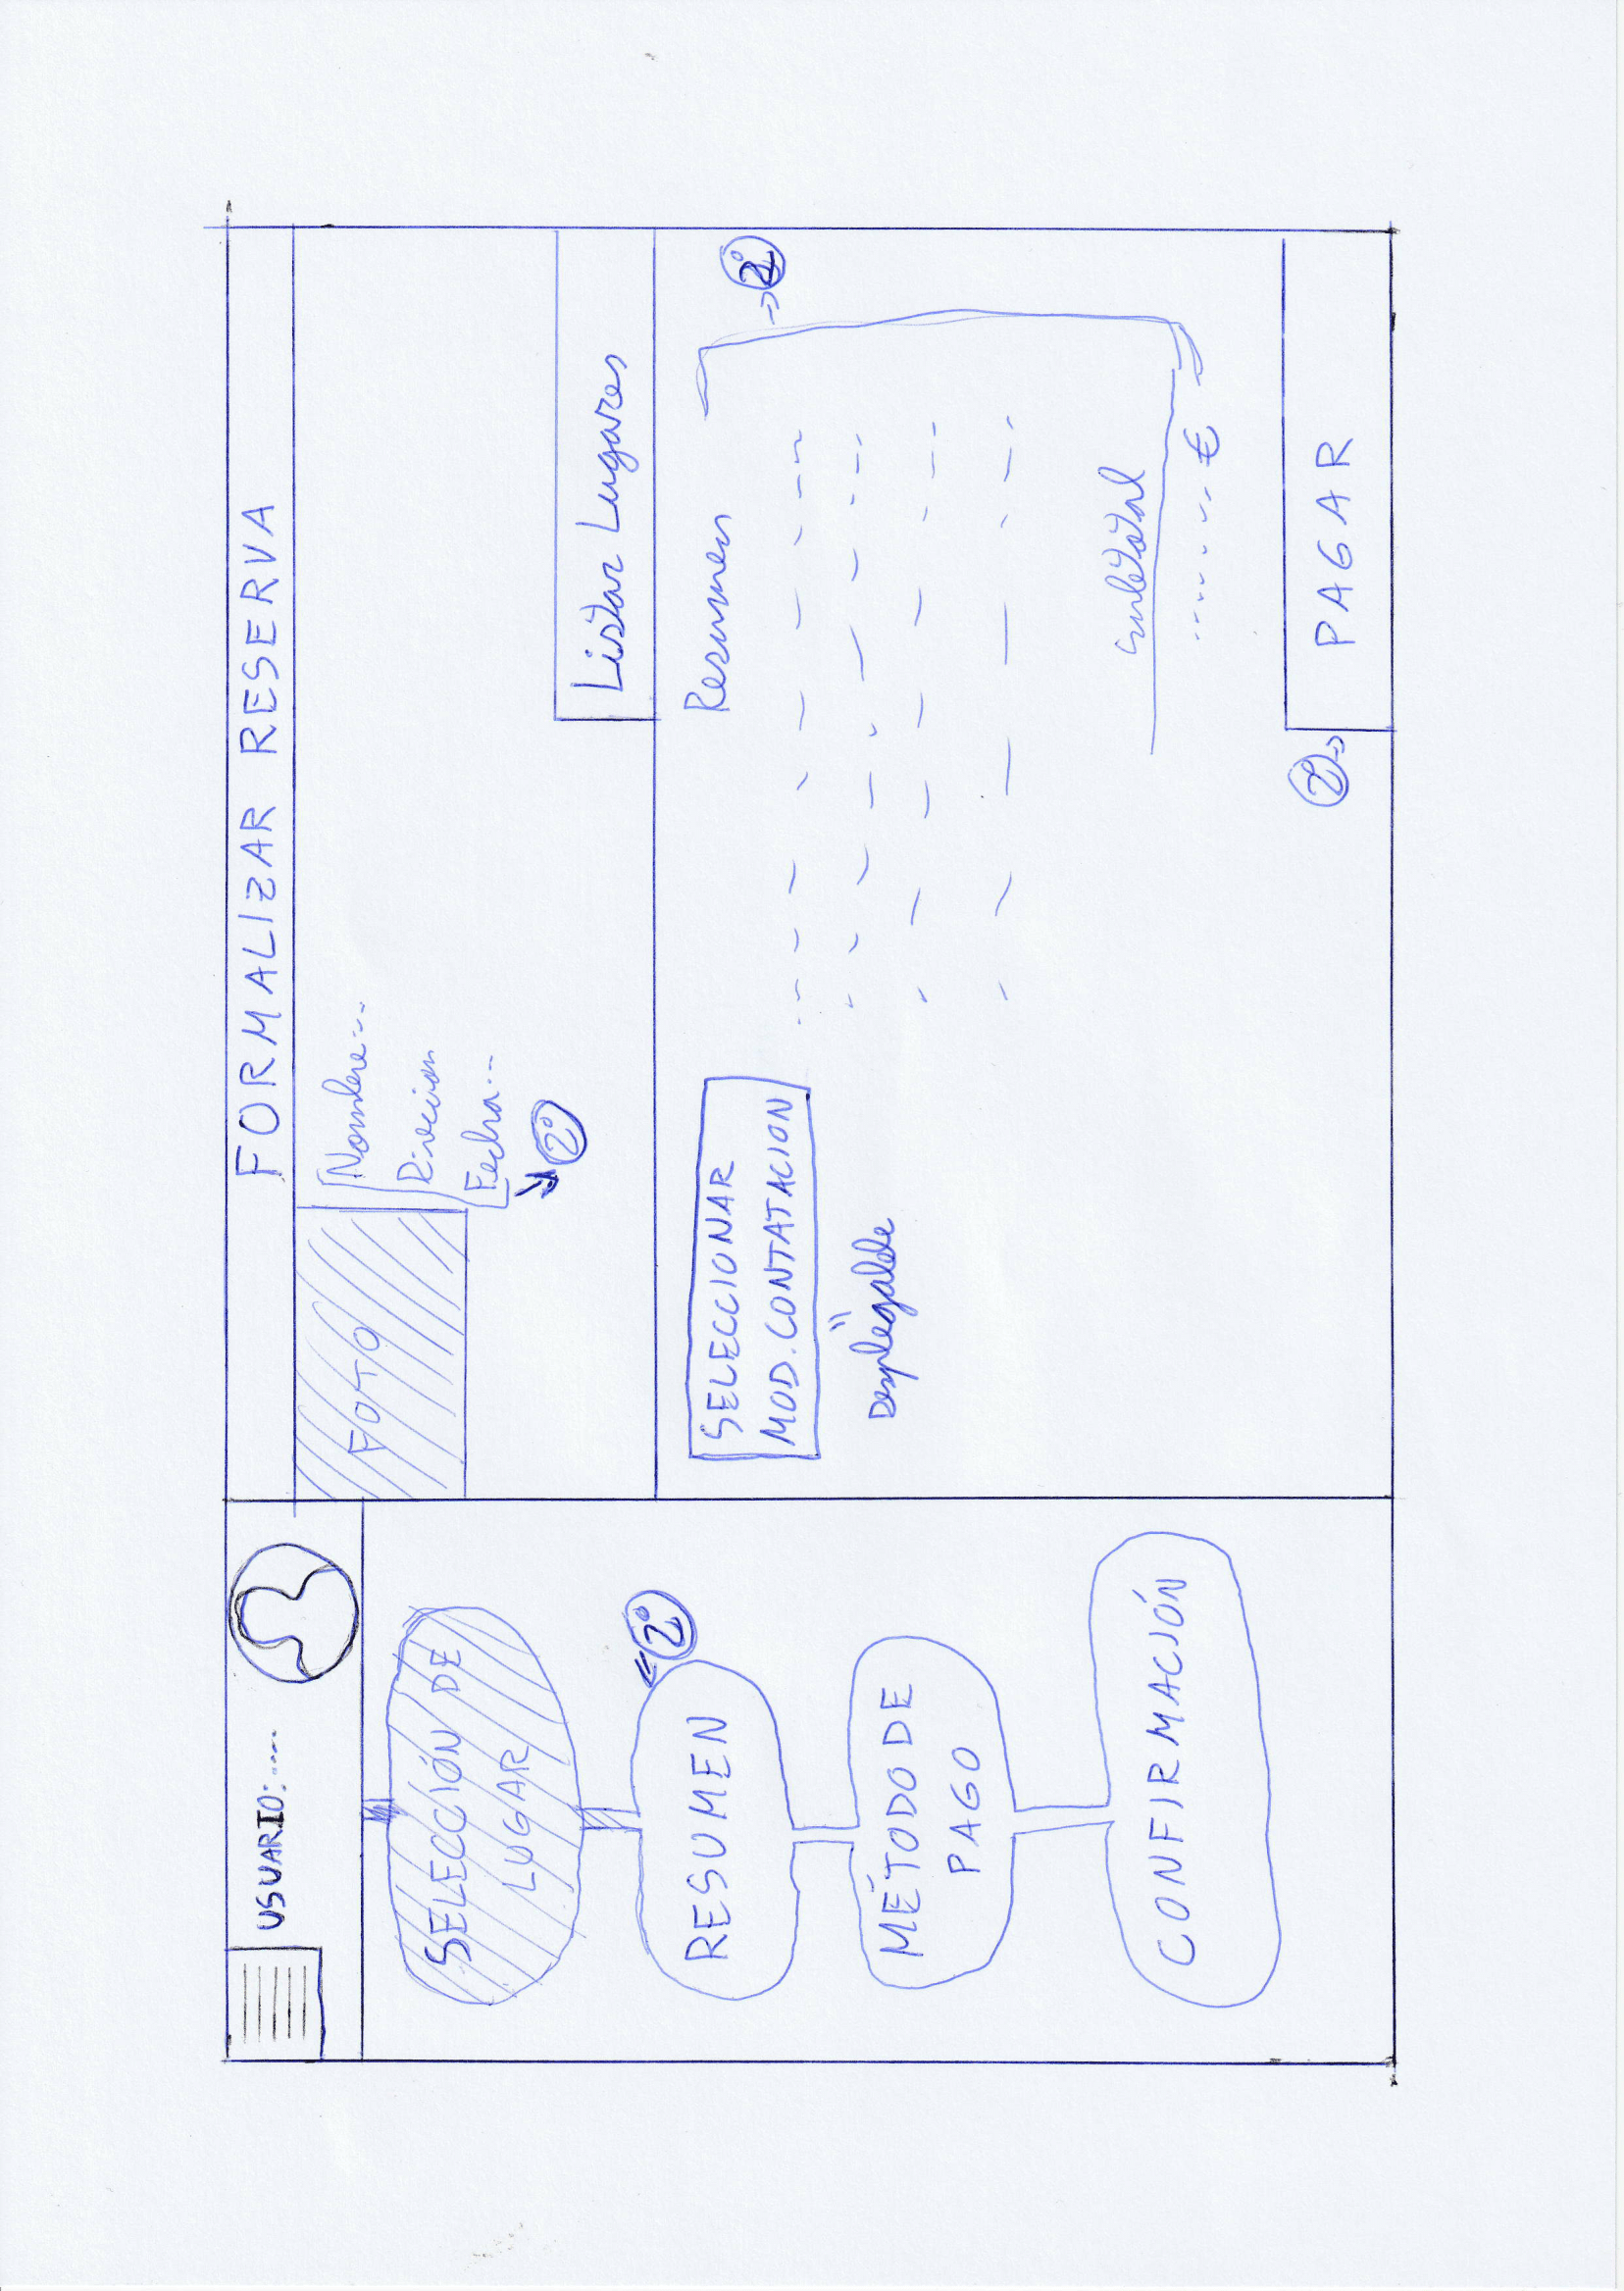 USUARIO:....
SELECCIÓN DE
LUGAR
2º
RESUMEN
MÉTODO DE
PAGO
CONFIRMACIÓN
FORMALIZAR RESERVA
FOTO
Nombre...
Direcion
Fecha...
2º
Listar Lugares
SELECCIONAR
MOD. CONTATACION
"
Desplegable
Resumen
2º
subtotal
....... €
2º
PAGAR